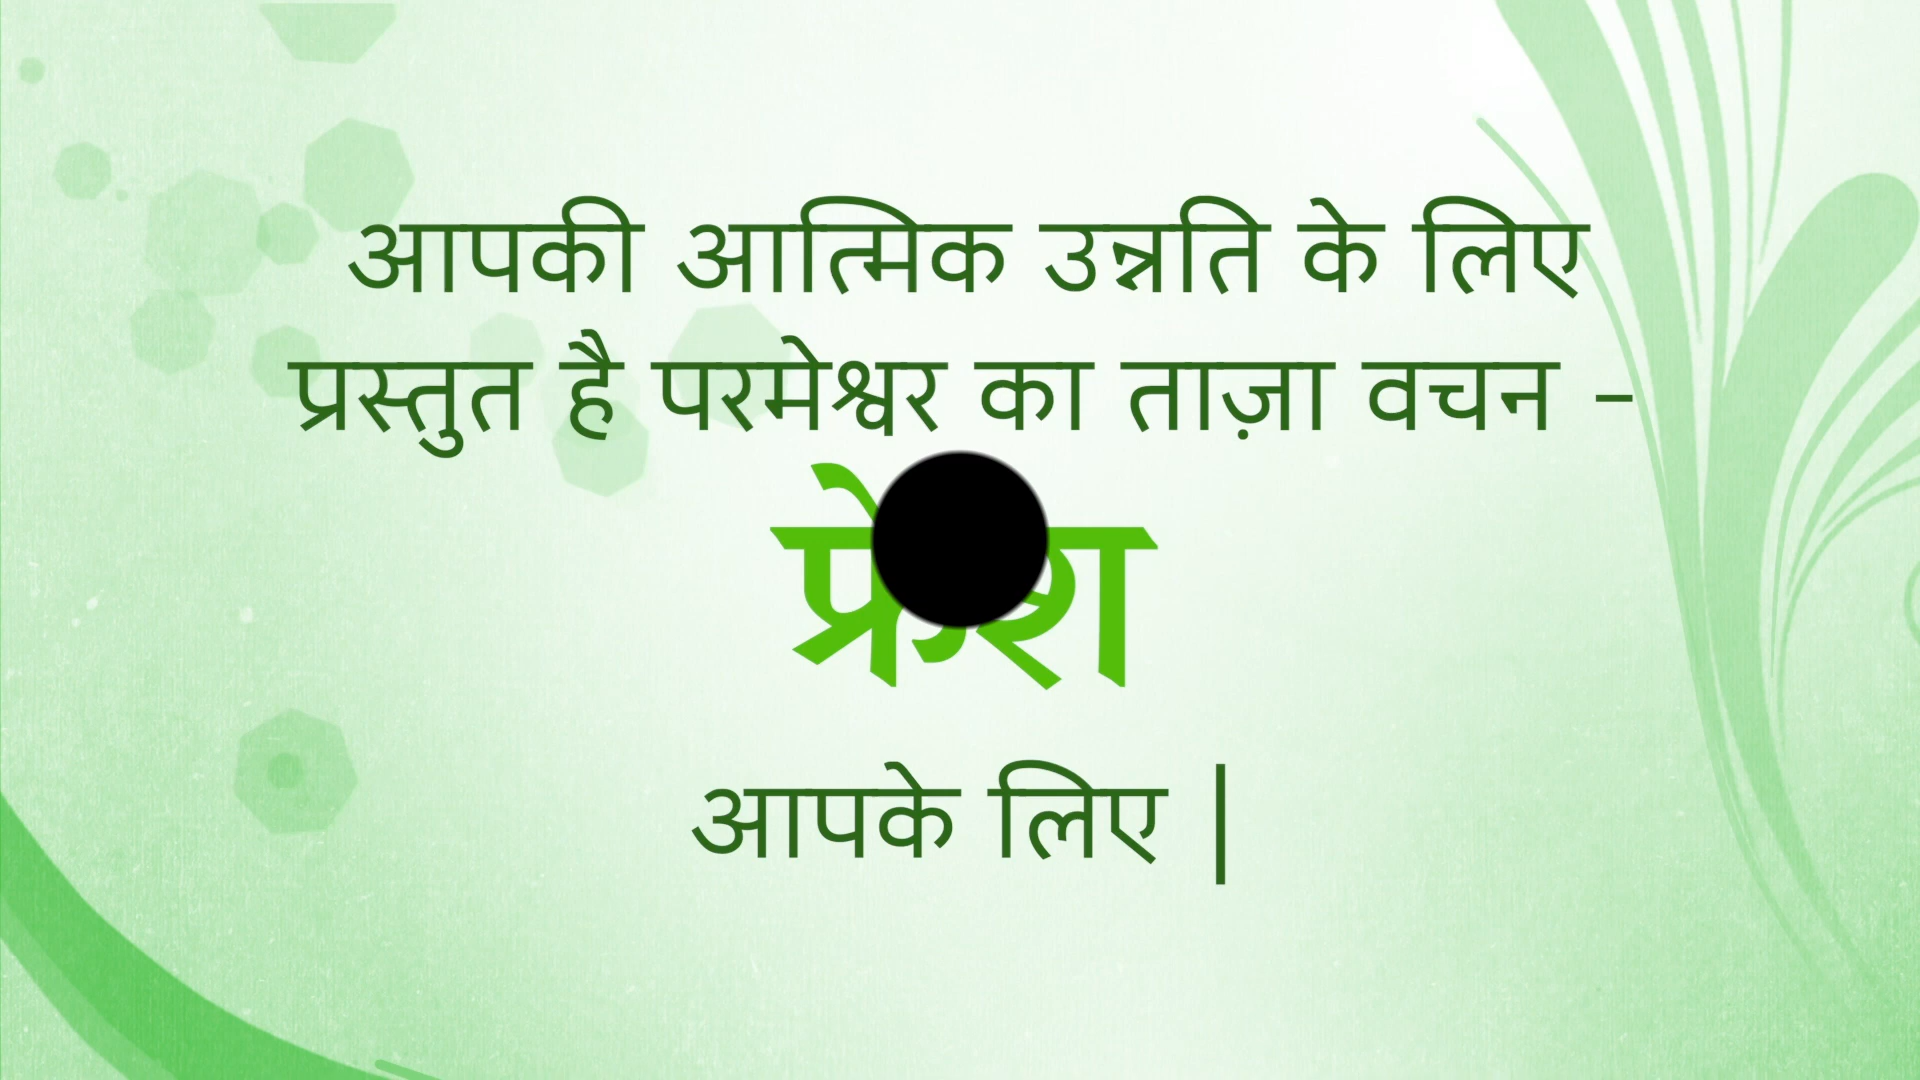 आपकी आत्मिक उन्नति के लिए
प्रस्तुत है परमेश्वर का ताज़ा वचन -
आपके लिए |